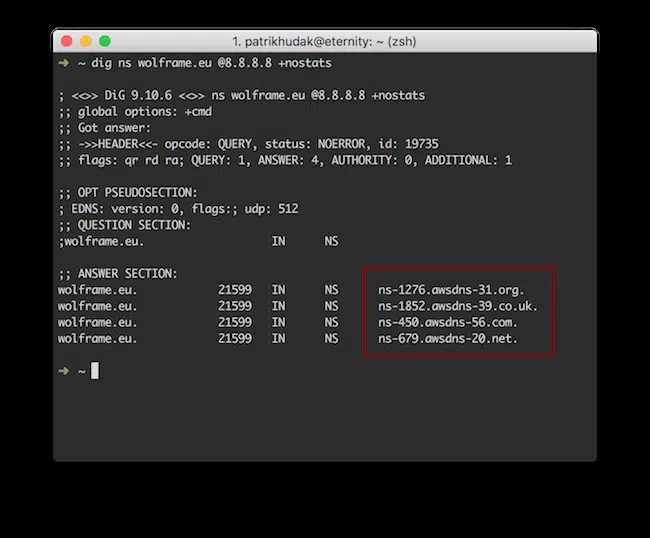 1. patrikhudak@eternity: ~ (zsh)
➜ ~ dig ns wolframe.eu @8.8.8.8 +nostats
; <<>> DiG 9.10.6 <<>> ns wolframe.eu @8.8.8.8 +nostats
;; global options: +cmd
;; Got answer:
;; ->>HEADER<<- opcode: QUERY, status: NOERROR, id: 19735
;; flags: qr rd ra; QUERY: 1, ANSWER: 4, AUTHORITY: 0, ADDITIONAL: 1
;; OPT PSEUDOSECTION:
; EDNS: version: 0, flags:; udp: 512
;; QUESTION SECTION:
;wolframe.eu. IN NS
;; ANSWER SECTION:
wolframe.eu. 21599 IN NS ns-1276.awsdns-31.org.
wolframe.eu. 21599 IN NS ns-1852.awsdns-39.co.uk.
wolframe.eu. 21599 IN NS ns-450.awsdns-56.com.
wolframe.eu. 21599 IN NS ns-679.awsdns-20.net.
➜ ~